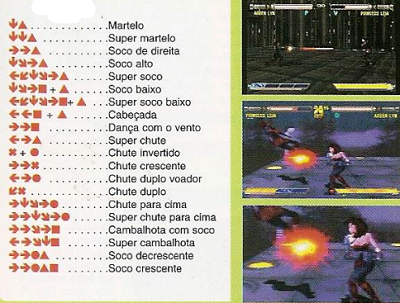 ↓▲ ..........Martelo
↓↓▲ ..........Super martelo
→→▲ ..........Soco de direita
↓↘→▲ ..........Soco alto
←↙↓↘→▲ ..........Super soco
↓↘→■ + ▲ ..........Soco baixo
←↙↓↘→■ + ▲ ..........Super soco baixo
←←■ + ▲ ..........Cabeçada
→→■ ..........Dança com o vento
←→▲ ..........Super chute
✖ + ● ..........Chute invertido
→→✖ ..........Chute crescente
←→● ..........Chute duplo voador
↙✖ ..........Chute duplo
→↓↘→● ..........Chute para cima
→→↓↘→● ..........Super chute para cima
→→↘↓■ ..........Cambalhota com soco
←→↘↓■ ..........Super cambalhota
→→●▲ ..........Soco decrescente
→→●▲■ ..........Soco crescente
ARDEN LYN
PRINCESS LEIA
PRINCESS LEIA
ARDEN LYN